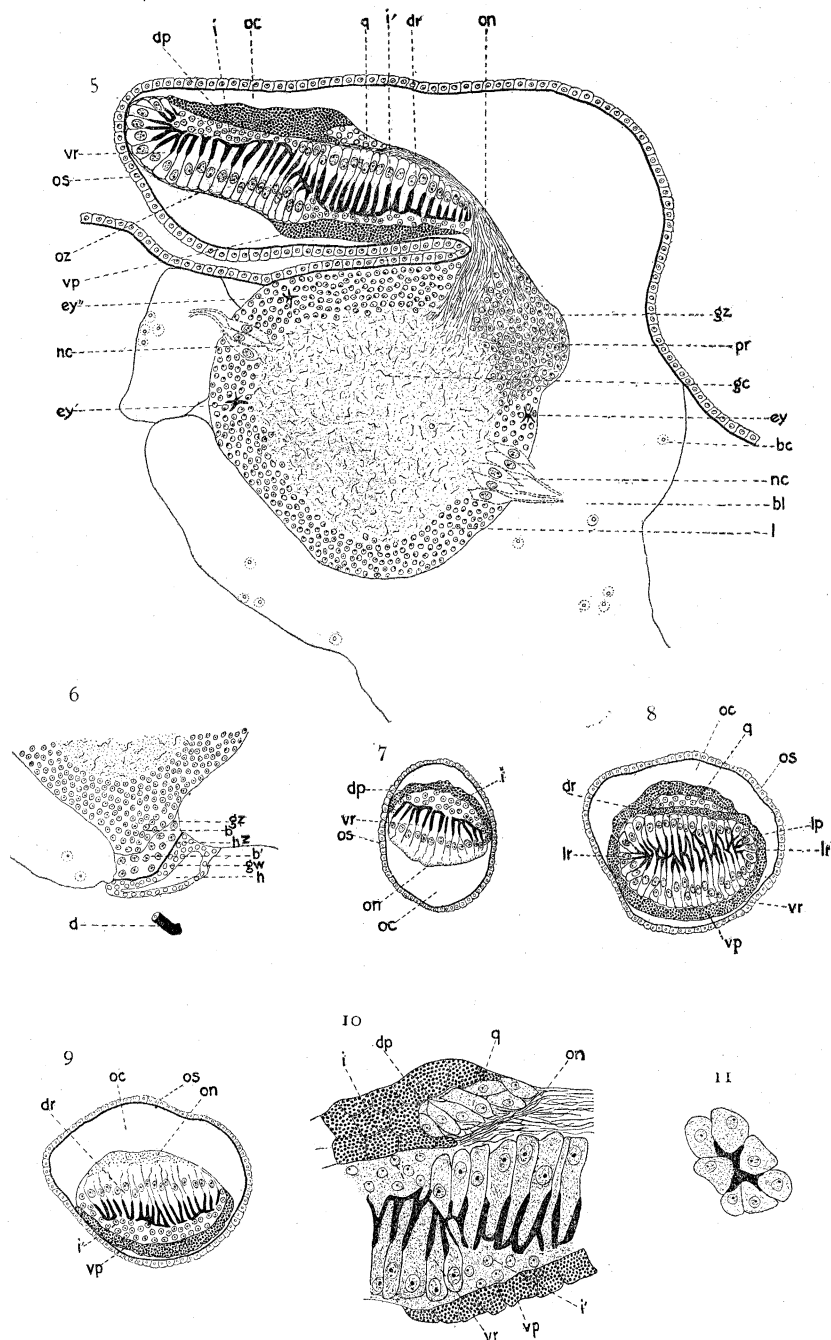 5
dp i oc q i' dr on
vr
os
oz
vp
ey"
nc
ey'
gz
pr
gc
ey
bc
nc
bl
l
6
gz
b
hz
b'
gw
h
d
7
dp
vr
os
on
oc
i
8
oc
q
os
dr
lp
lr
lr
vr
vp
9
oc
os
on
dr
i'
vp
10
i
dp
q
on
i'
vp
vr
11